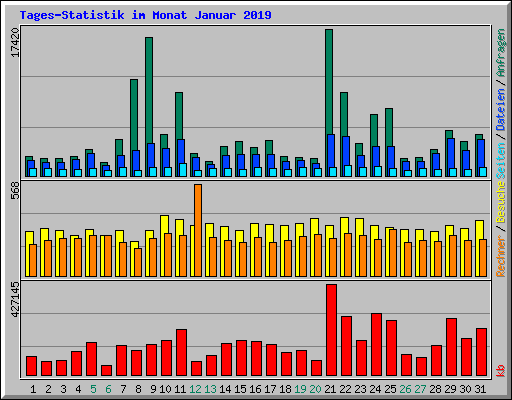 Tages-Statistik im Monat Januar 2019
17420
Seiten / Dateien / Anfragen
568
Rechner / Besuche
427145
kb
1 2 3 4 5 6 7 8 9 10 11 12 13 14 15 16 17 18 19 20 21 22 23 24 25 26 27 28 29 30 31